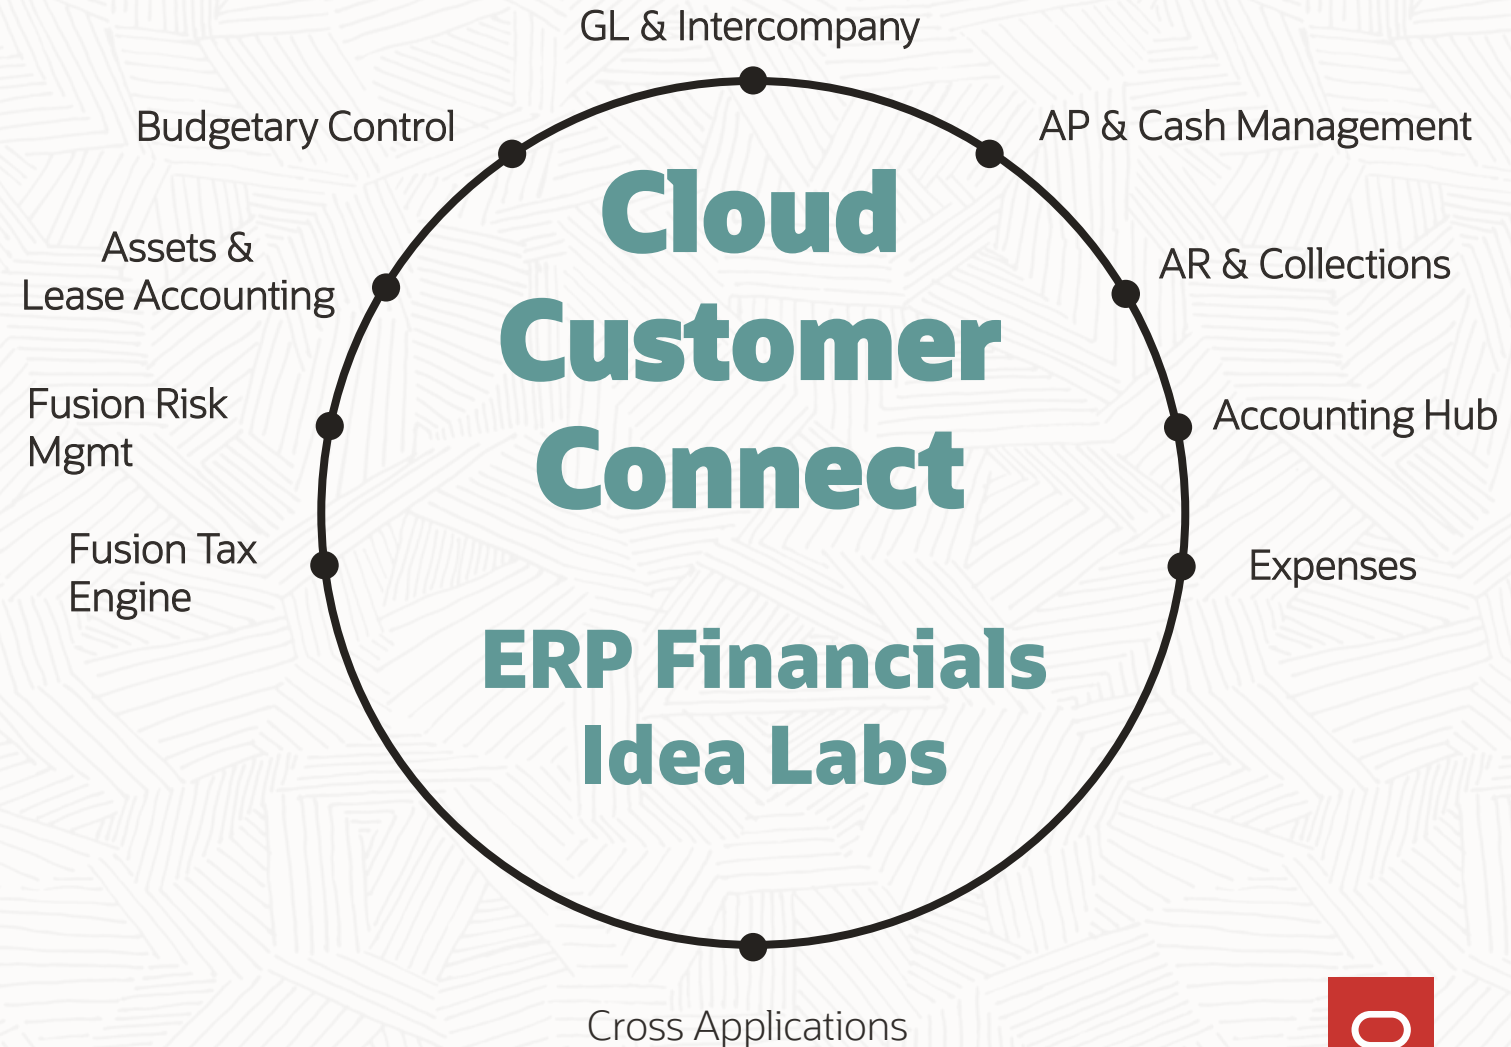 GL & Intercompany
Budgetary Control
AP & Cash Management
Cloud
Customer
Connect
Assets &
Lease Accounting
AR & Collections
Fusion Risk
Mgmt
Accounting Hub
Fusion Tax
Engine
Expenses
ERP Financials
Idea Labs
Cross Applications